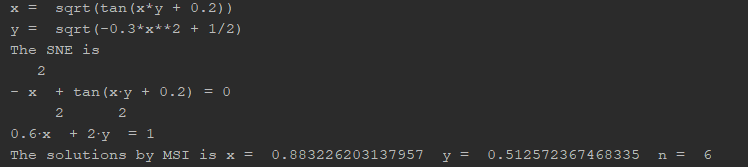 x =  sqrt(tan(x*y + 0.2))
y =  sqrt(-0.3*x**2 + 1/2)
The SNE is
   2
- x  + tan(x⋅y + 0.2) = 0
     2      2
0.6⋅x  + 2⋅y  = 1
The solutions by MSI is x =  0.883226203137957  y =  0.512572367468335  n =  6